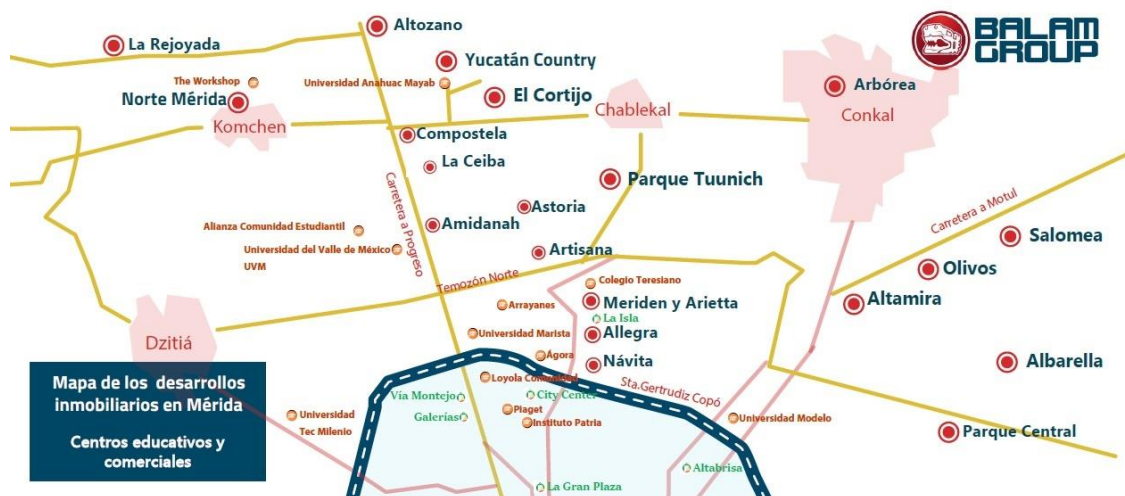 BALAM
GROUP
Altozano
La Rejoyada
Yucatán Country
The Workshop
Universidad Anahuac Mayab
Arbórea
Norte Mérida
El Cortijo
Chablekal
Conkal
Komchen
Compostela
La Ceiba
Parque Tuunich
Carretera a Progreso
Astoria
Carretera a Motul
Alianza Comunidad Estudiantil
Amidanah
Salomea
Universidad del Valle de México
UVM
Artisana
Olivos
Temozón Norte
Colegio Teresiano
Arrayanes
Meriden y Arietta
Altamira
La Isla
Universidad Marista
Allegra
Dzitiá
Ágora
Návita
Albarella
Loyola Comunidad
Sta.Gertrudiz Copó
Mapa de los desarrollos
inmobiliarios en Mérida
Centros educativos y
comerciales
Vía Montejo
City Center
Universidad
Tec Milenio
Galerías
Piaget
Instituto Patria
Universidad Modelo
Parque Central
Altabrisa
La Gran Plaza